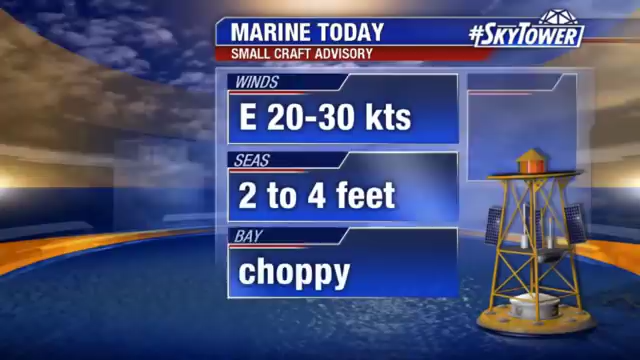 MARINE TODAY
#SKYTOWER
SMALL CRAFT ADVISORY
WINDS
E 20-30 kts
SEAS
2 to 4 feet
BAY
choppy